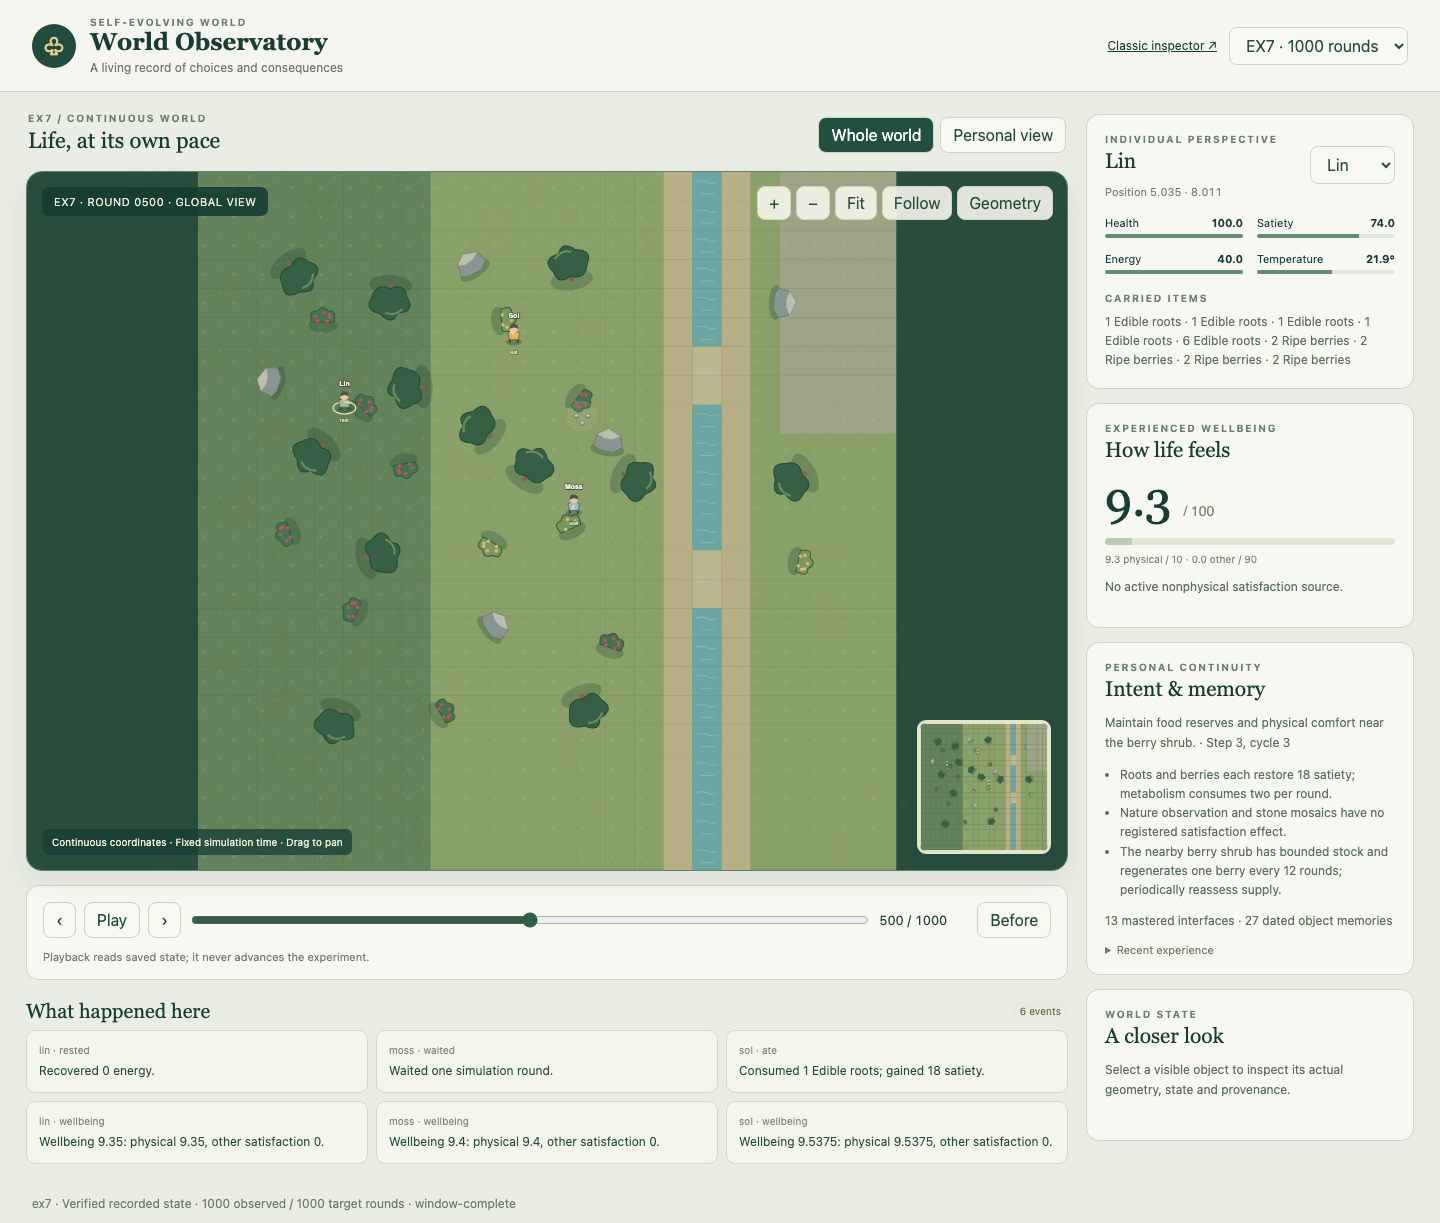 SELF-EVOLVING WORLD
World Observatory
A living record of choices and consequences
Classic inspector ↗
EX7 · 1000 rounds
EX7 / CONTINUOUS WORLD
Life, at its own pace
Whole world
Personal view
EX7 · ROUND 0500 · GLOBAL VIEW
+
−
Fit
Follow
Geometry
Sol
eat
Lin
rest
Moss
wait
Continuous coordinates · Fixed simulation time · Drag to pan
‹
Play
›
500 / 1000
Before
Playback reads saved state; it never advances the experiment.
What happened here
6 events
lin · rested
Recovered 0 energy.
moss · waited
Waited one simulation round.
sol · ate
Consumed 1 Edible roots; gained 18 satiety.
lin · wellbeing
Wellbeing 9.35: physical 9.35, other satisfaction 0.
moss · wellbeing
Wellbeing 9.4: physical 9.4, other satisfaction 0.
sol · wellbeing
Wellbeing 9.5375: physical 9.5375, other satisfaction 0.
INDIVIDUAL PERSPECTIVE
Lin
Lin
Position 5.035 · 8.011
Health 100.0
Satiety 74.0
Energy 40.0
Temperature 21.9°
CARRIED ITEMS
1 Edible roots · 1 Edible roots · 1 Edible roots · 1
Edible roots · 6 Edible roots · 2 Ripe berries · 2
Ripe berries · 2 Ripe berries · 2 Ripe berries
EXPERIENCED WELLBEING
How life feels
9.3 / 100
9.3 physical / 10 · 0.0 other / 90
No active nonphysical satisfaction source.
PERSONAL CONTINUITY
Intent & memory
Maintain food reserves and physical comfort near
the berry shrub. · Step 3, cycle 3
• Roots and berries each restore 18 satiety;
metabolism consumes two per round.
• Nature observation and stone mosaics have no
registered satisfaction effect.
• The nearby berry shrub has bounded stock and
regenerates one berry every 12 rounds;
periodically reassess supply.
13 mastered interfaces · 27 dated object memories
▶ Recent experience
WORLD STATE
A closer look
Select a visible object to inspect its actual
geometry, state and provenance.
ex7 · Verified recorded state · 1000 observed / 1000 target rounds · window-complete